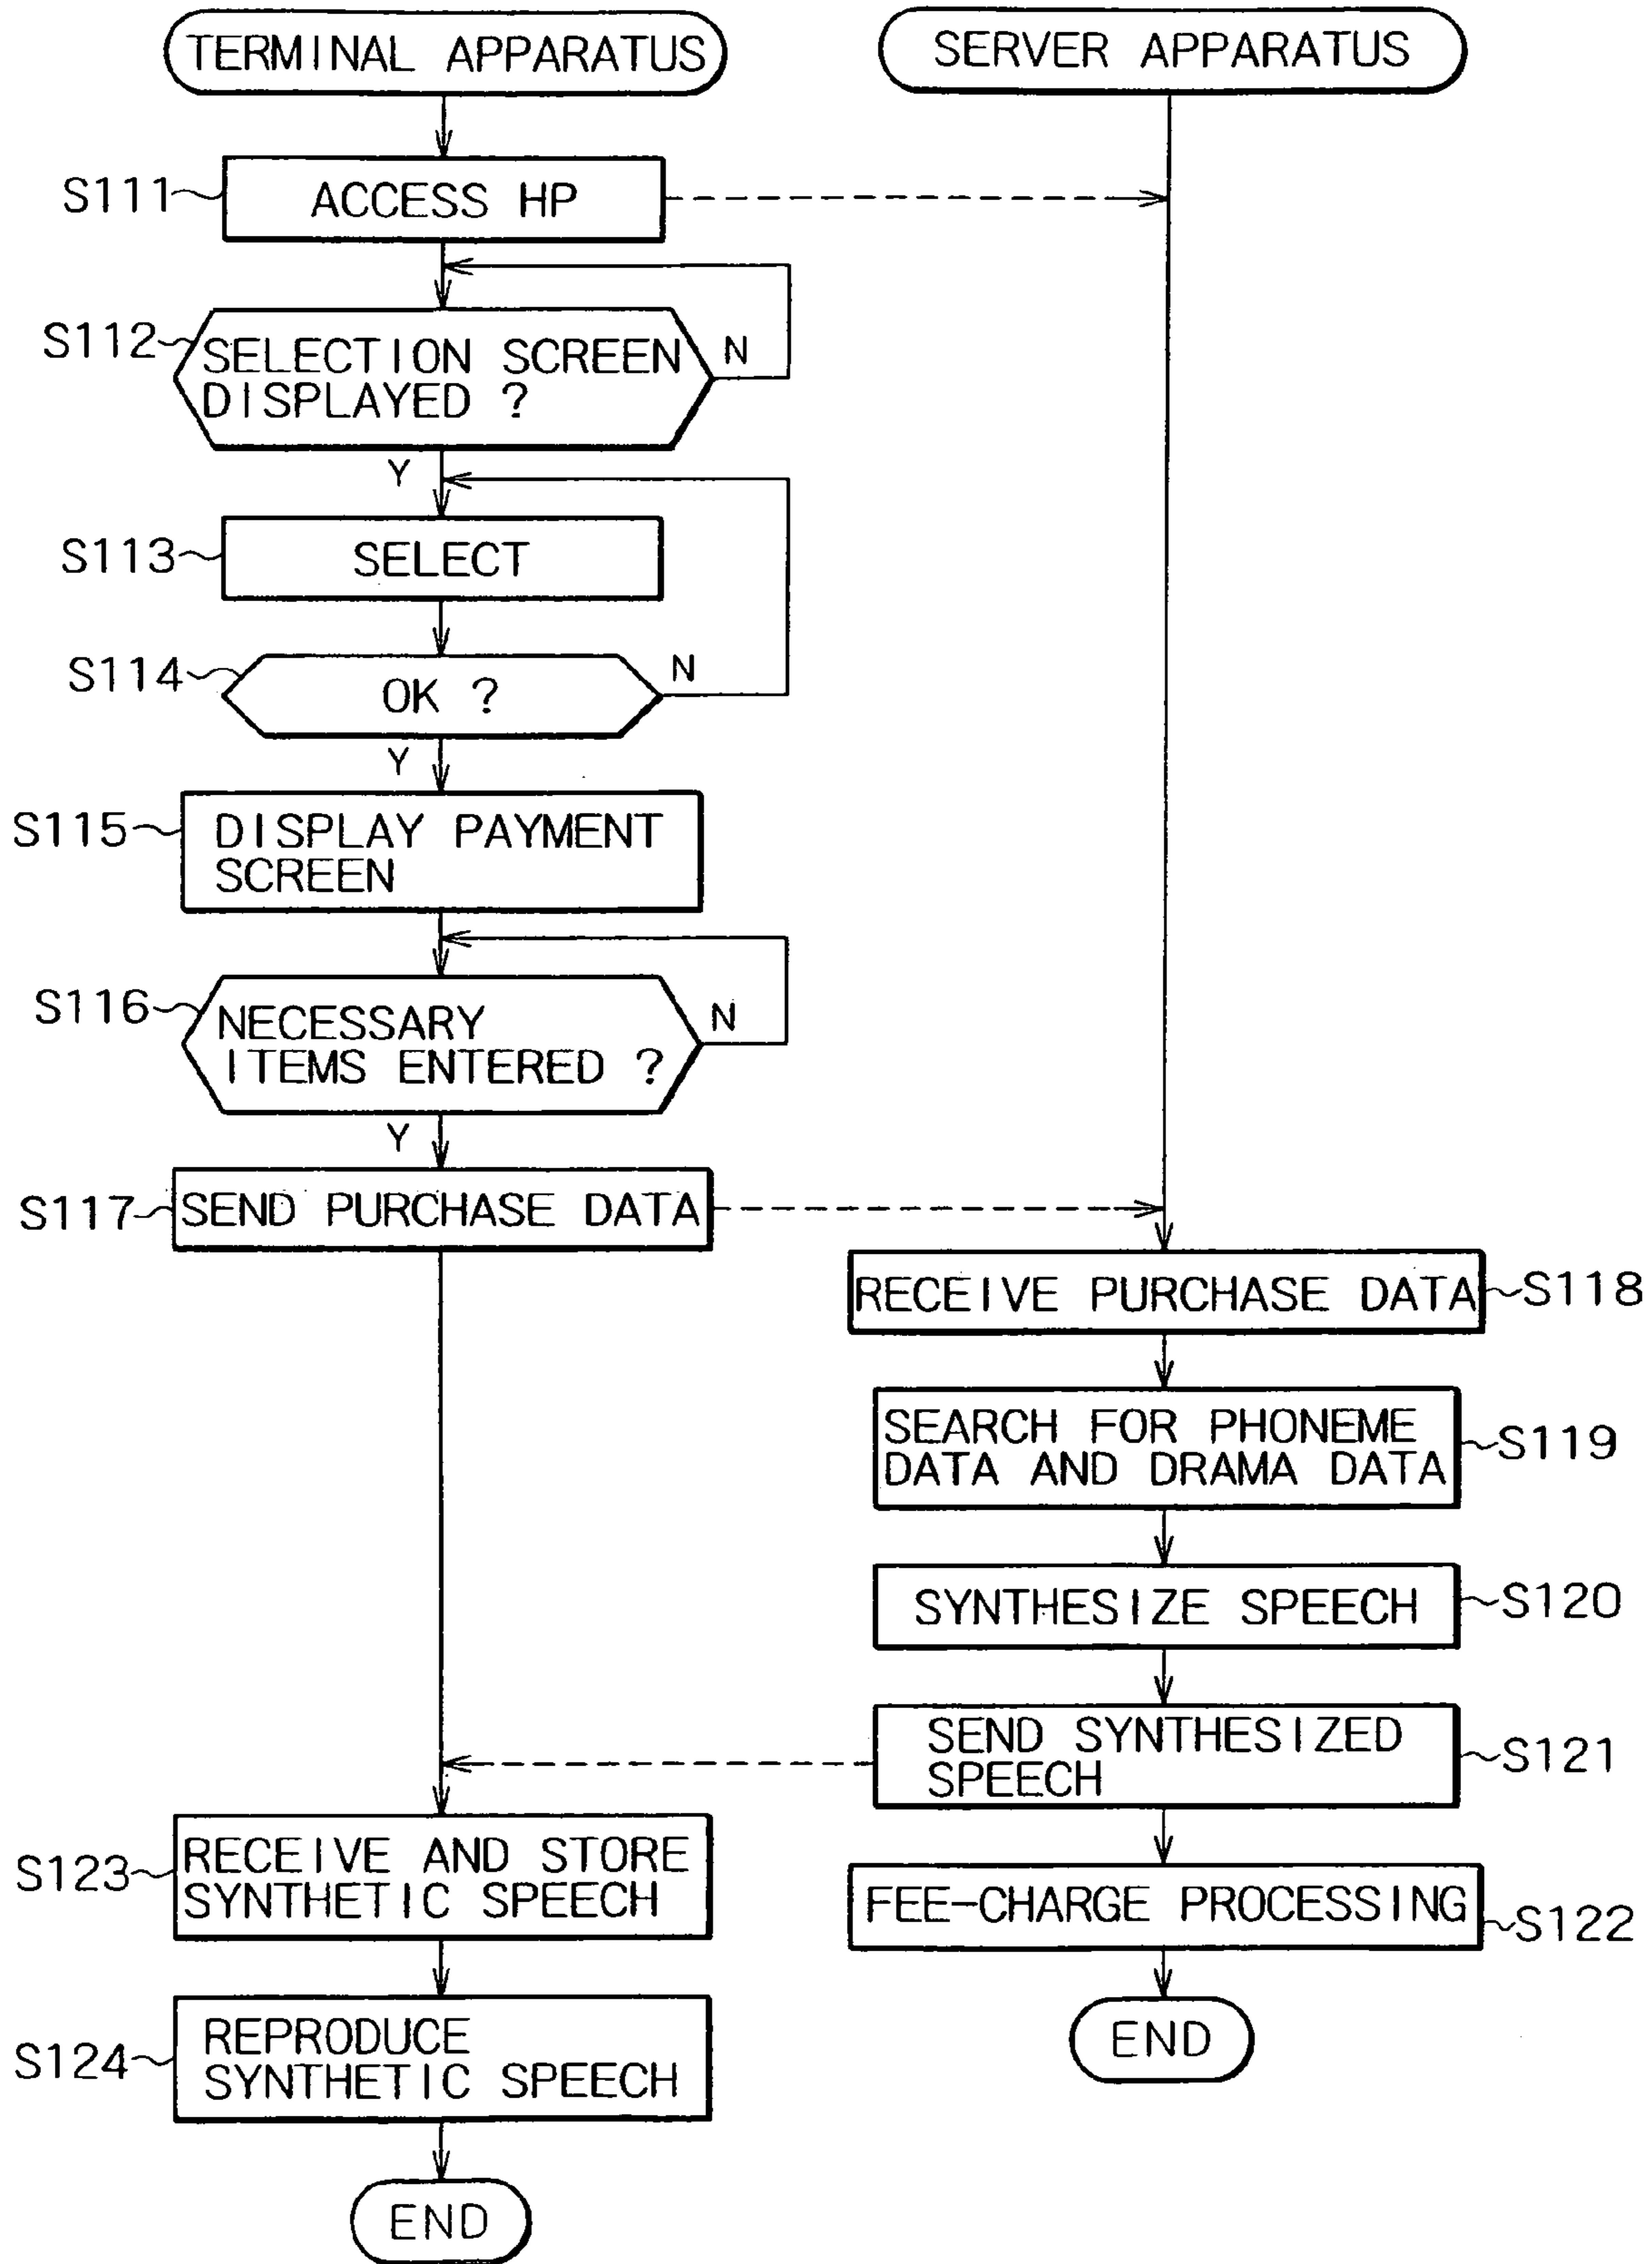 TERMINAL APPARATUS
SERVER APPARATUS
S111
ACCESS HP
S112
SELECTION SCREEN
DISPLAYED ?
N
Y
S113
SELECT
S114
OK ?
N
Y
S115
DISPLAY PAYMENT
SCREEN
S116
NECESSARY
ITEMS ENTERED ?
N
Y
S117
SEND PURCHASE DATA
RECEIVE PURCHASE DATA
S118
SEARCH FOR PHONEME
DATA AND DRAMA DATA
S119
SYNTHESIZE SPEECH
S120
SEND SYNTHESIZED
SPEECH
S121
S123
RECEIVE AND STORE
SYNTHETIC SPEECH
FEE-CHARGE PROCESSING
S122
S124
REPRODUCE
SYNTHETIC SPEECH
END
END